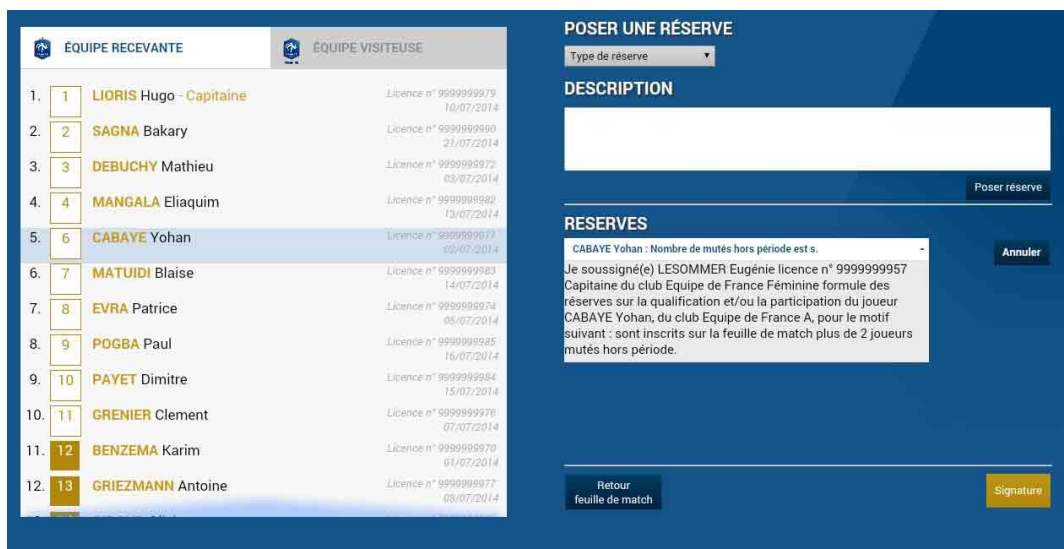 ÉQUIPE RECEVANTE
ÉQUIPE VISITEUSE
1. 1 LIORIS Hugo - Capitaine Licence n° 9999999979
10/07/2014
2. 2 SAGNA Bakary Licence n° 9999999990
21/07/2014
3. 3 DEBUCHY Mathieu Licence n° 9999999972
03/07/2014
4. 4 MANGALA Eliaquim Licence n° 9999999982
13/07/2014
5. 6 CABAYE Yohan Licence n° 9999999971
02/07/2014
6. 7 MATUIDI Blaise Licence n° 9999999983
14/07/2014
7. 8 EVRA Patrice Licence n° 9999999974
05/07/2014
8. 9 POGBA Paul Licence n° 9999999985
16/07/2014
9. 10 PAYET Dimitre Licence n° 9999999984
15/07/2014
10. 11 GRENIER Clement Licence n° 9999999976
07/07/2014
11. 12 BENZEMA Karim Licence n° 9999999970
01/07/2014
12. 13 GRIEZMANN Antoine Licence n° 9999999977
08/07/2014
POSER UNE RÉSERVE
Type de réserve
DESCRIPTION
Poser réserve
RESERVES
CABAYE Yohan : Nombre de mutés hors période est s. -
Annuler
Je soussigné(e) LESOMMER Eugénie licence n° 9999999957
Capitaine du club Equipe de France Féminine formule des
réserves sur la qualification et/ou la participation du joueur
CABAYE Yohan, du club Equipe de France A, pour le motif
suivant : sont inscrits sur la feuille de match plus de 2 joueurs
mutés hors période.
Retour
feuille de match
Signature